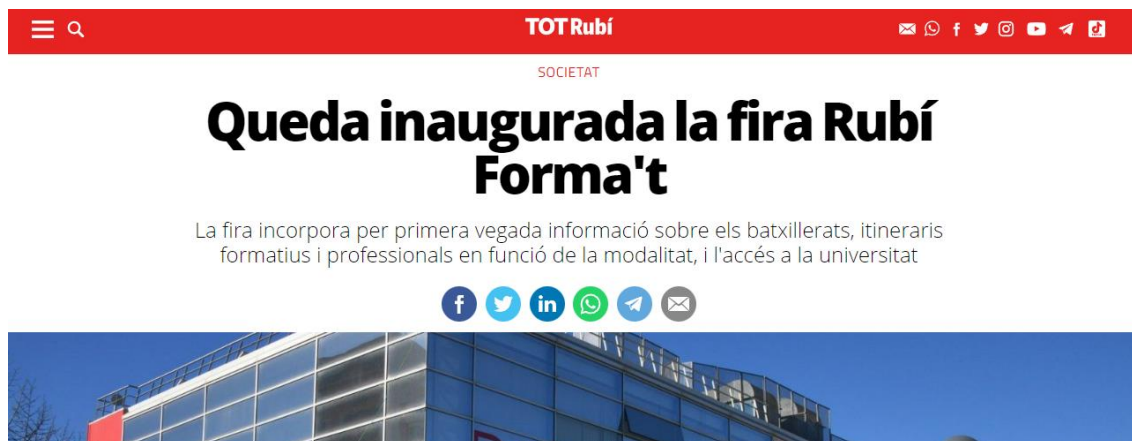 TOT Rubí
SOCIETAT
Queda inaugurada la fira Rubí
Forma't
La fira incorpora per primera vegada informació sobre els batxillerats, itineraris
formatius i professionals en funció de la modalitat, i l'accés a la universitat